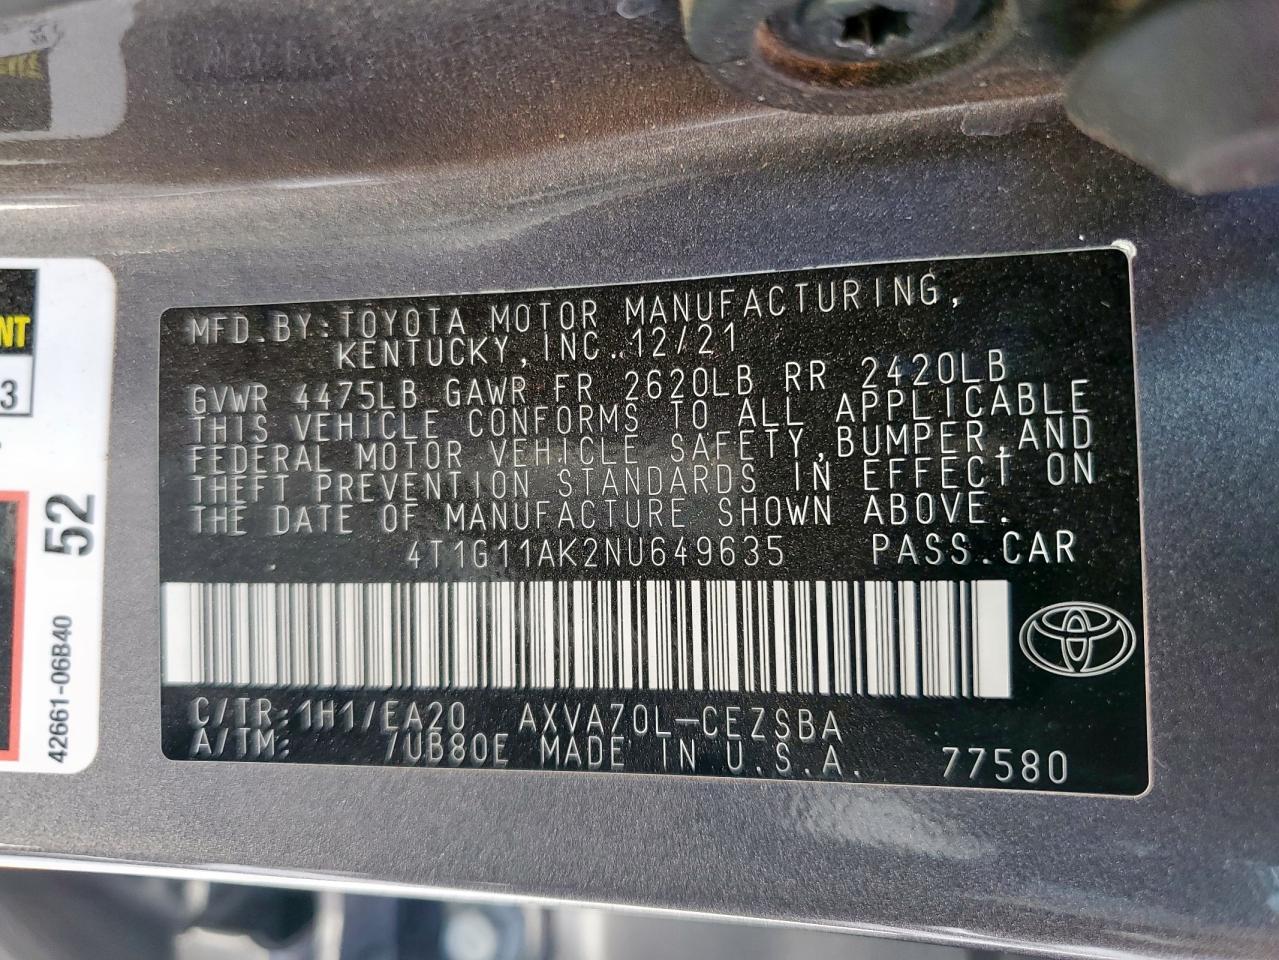 MFD.BY:TOYOTA MOTOR MANUFACTURING,
KENTUCKY,INC. 12/21
GVWR 4475LB GAWR FR 2620LB RR 2420LB
THIS VEHICLE CONFORMS TO ALL APPLICABLE
FEDERAL MOTOR VEHICLE SAFETY,BUMPER,AND
THEFT PREVENTION STANDARDS IN EFFECT ON
THE DATE OF MANUFACTURE SHOWN ABOVE.
4T1G11AK2NU649635 PASS.CAR
C/TR:1H1/EA20 AXVA70L-CEZSBA
A/TM: /UB80E MADE IN U.S.A. 77580
NT
3
52
42661-06B40